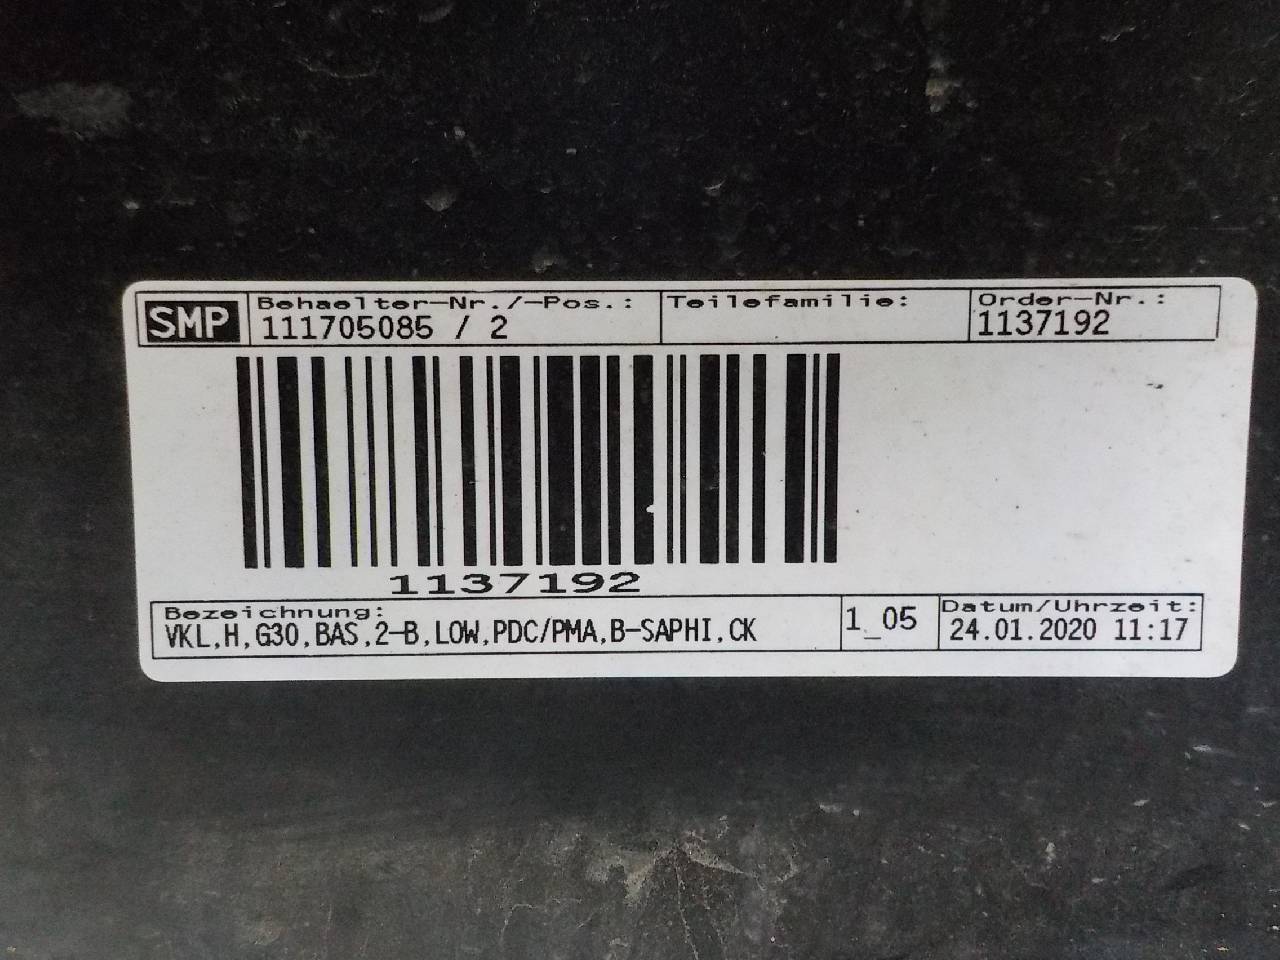 SMP
Behaelter-Nr./-Pos.:
111705085 / 2
Teilefamilie:
Order-Nr.:
1137192
1137192
Bezeichnung:
VKL,H,G30,BAS,2-B,LOW,PDC/PMA,B-SAPHI,CK
1_05
Datum/Uhrzeit:
24.01.2020 11:17